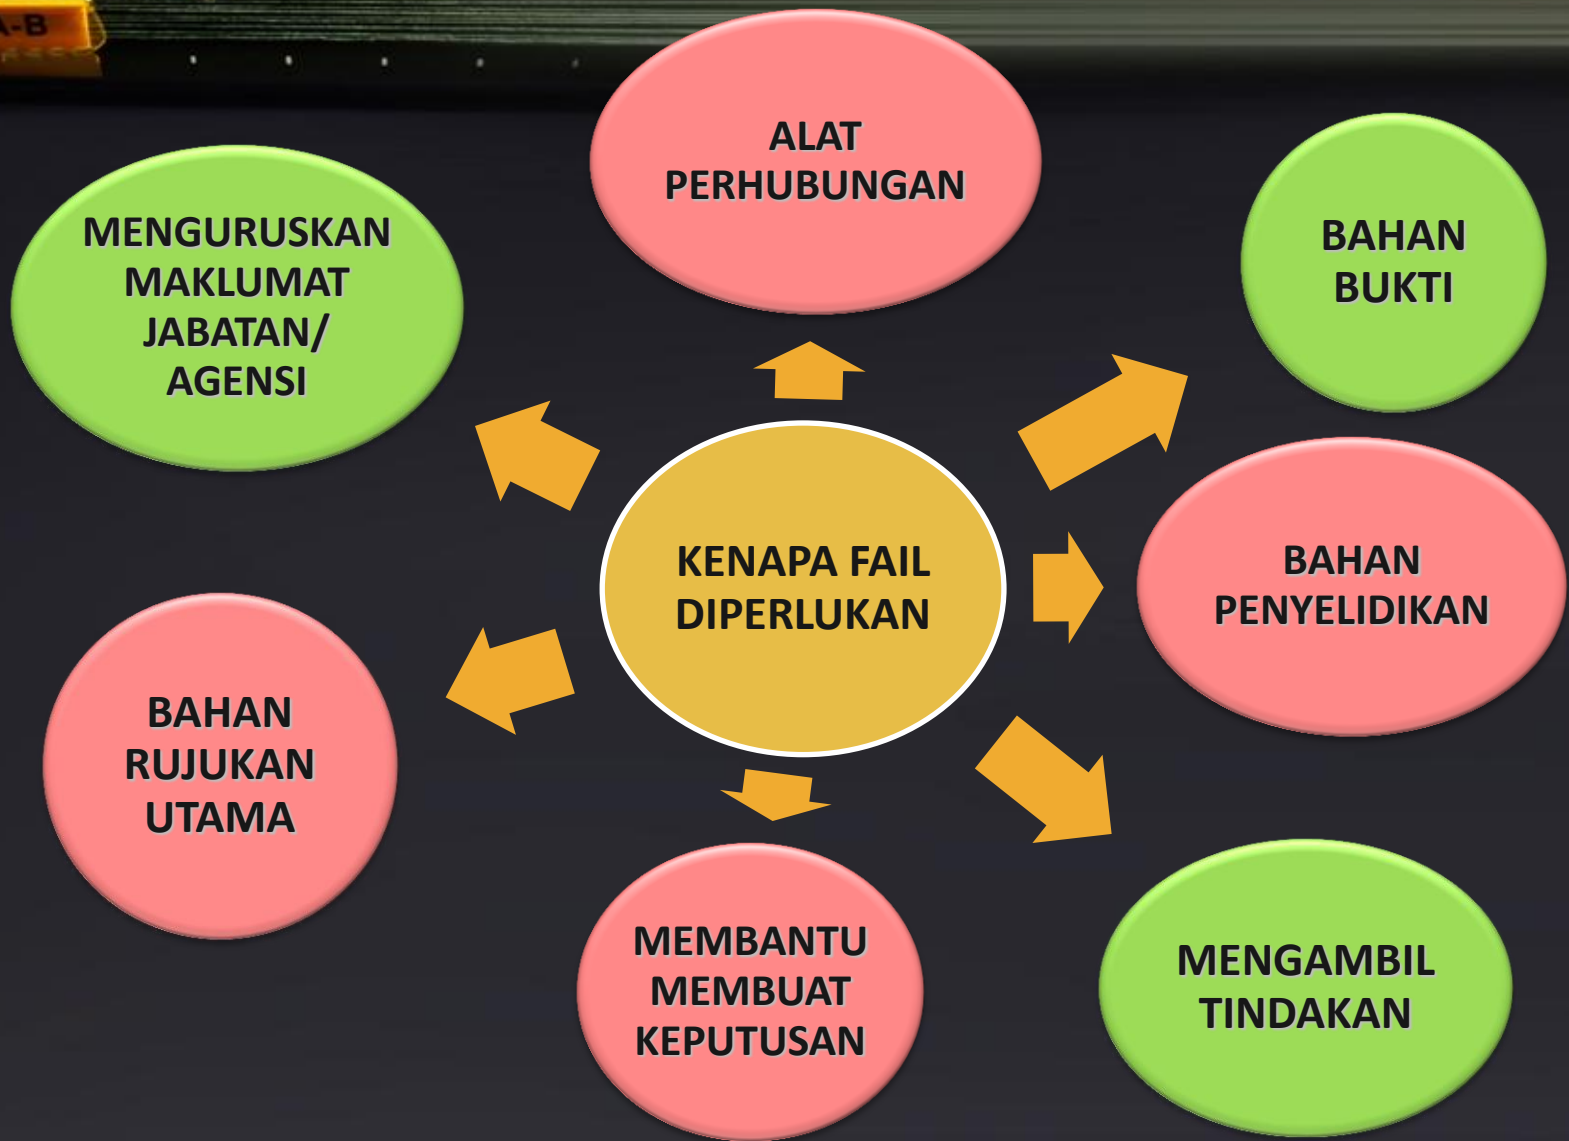 A-B
ALAT
PERHUBUNGAN
MENGURUSKAN
MAKLUMAT
JABATAN/
AGENSI
BAHAN
BUKTI
KENAPA FAIL
DIPERLUKAN
BAHAN
PENYELIDIKAN
BAHAN
RUJUKAN
UTAMA
MEMBANTU
MEMBUAT
KEPUTUSAN
MENGAMBIL
TINDAKAN